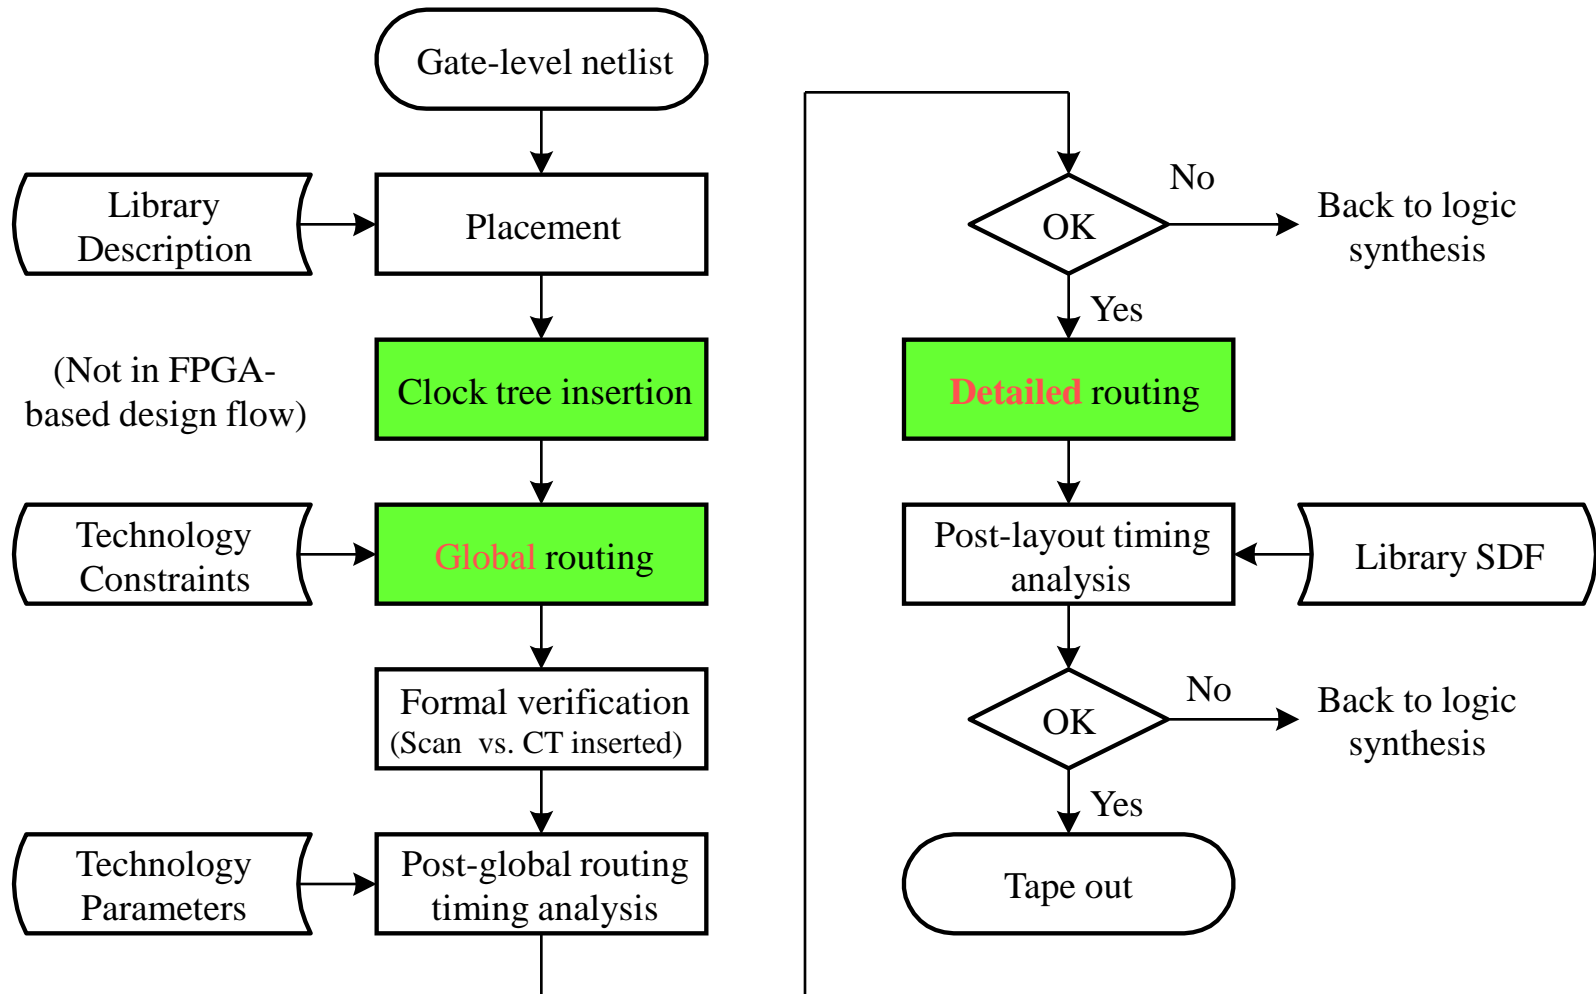 Gate-level netlist
Library
Description
Placement
(Not in FPGA-
based design flow)
Clock tree insertion
Technology
Constraints
Global routing
Formal verification
(Scan vs. CT inserted)
Technology
Parameters
Post-global routing
timing analysis
OK
No
Back to logic
synthesis
Yes
Detailed routing
Post-layout timing
analysis
Library SDF
OK
No
Back to logic
synthesis
Yes
Tape out